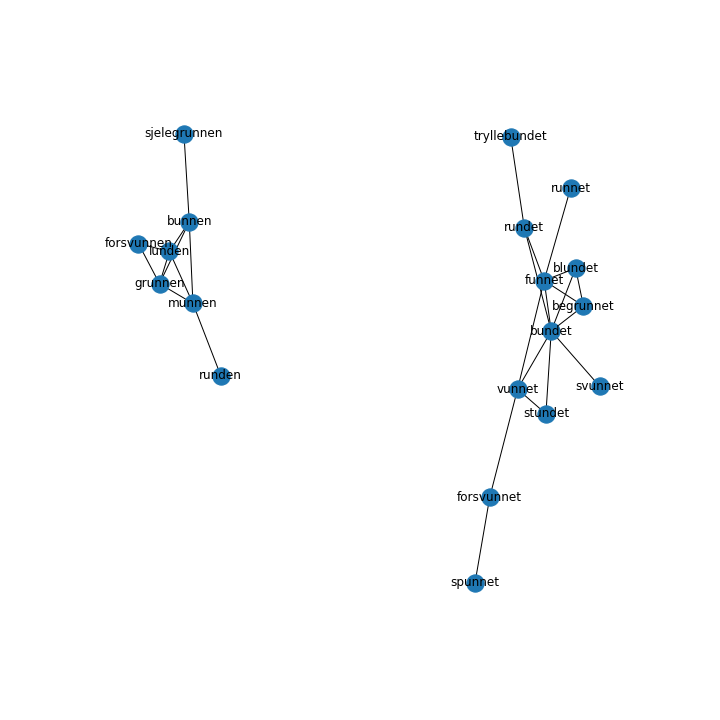 sjelegrunnen
tryllebundet
runnet
bunnen
rundet
forsvunnen
lunden
blundet
funnet
grunnen
munnen
begrunnet
bundet
runden
vunnet
svunnet
stundet
forsvunnet
spunnet